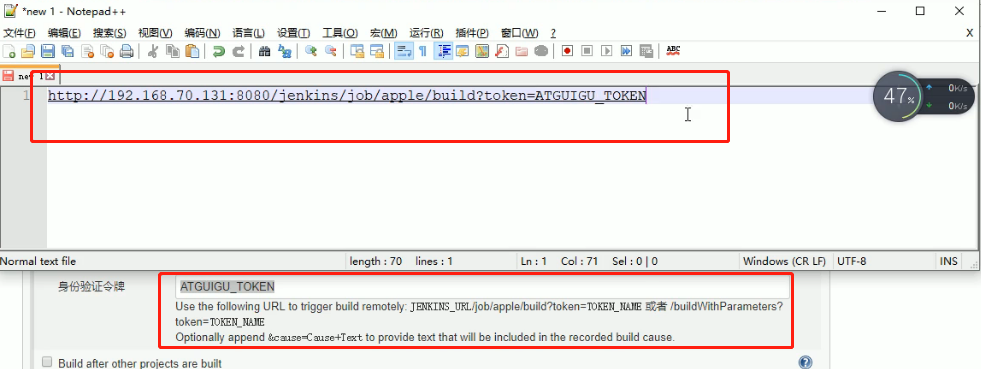 *new 1 - Notepad++
文件(F) 编辑(E) 搜索(S) 视图(V) 编码(N) 语言(L) 设置(T) 工具(O) 宏(M) 运行(R) 插件(P) 窗口(W) ? X
ABC
new 1
1 http://192.168.70.131:8080/jenkins/job/apple/build?token=ATGUIGU_TOKEN
47%
0K/s
0K/s
Normal text file length : 70 lines : 1 Ln : 1 Col : 71 Sel : 0 | 0 Windows (CR LF) UTF-8 INS
身份验证令牌 ATGUIGU_TOKEN
Use the following URL to trigger build remotely: JENKINS_URL/job/apple/build?token=TOKEN_NAME 或者 /buildWithParameters?
token=TOKEN_NAME
Optionally append &cause=Cause+Text to provide text that will be included in the recorded build cause.
Build after other projects are built